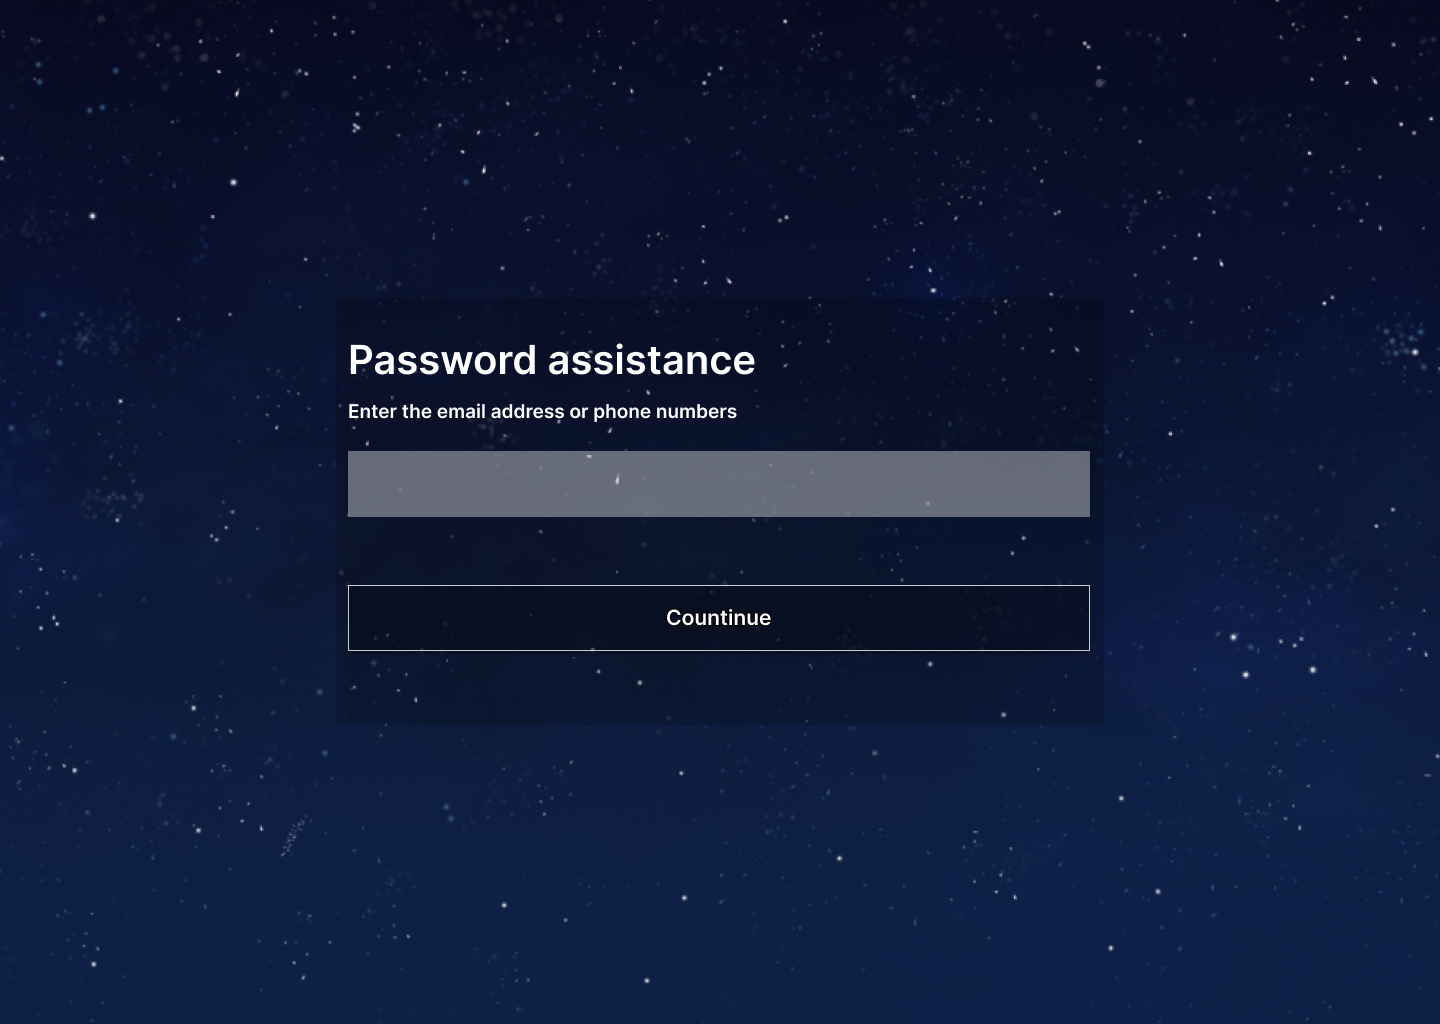 Password assistance
Enter the email address or phone numbers
Countinue